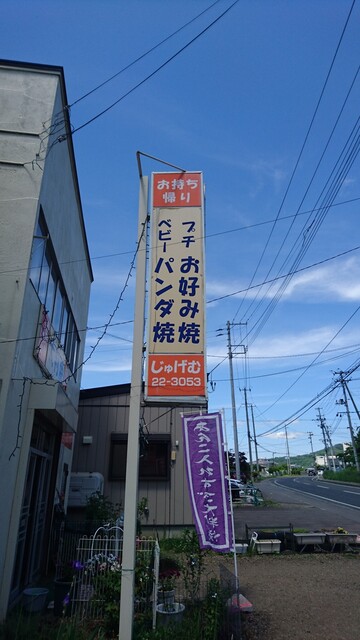 お持ち
帰り
プチお好み焼
ベビーパンダ焼
じゅげむ
22-3053